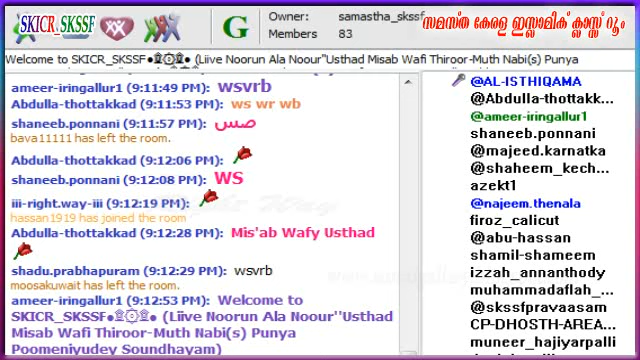 SKICR_SKSSF
G
Owner: samastha_skssf
Members 83
സമസ്ത കേരള ഇസ്ലാമിക് ക്ലാസ്സ് റൂം
Welcome to SKICR_SKSSF●۩۞۩● (Liive Noorun Ala Noour''Usthad Misab Wafi Thiroor-Muth Nabi(s) Punya
ameer-iringallur1 (9:11:49 PM): wsvrb
Abdulla-thottakkad (9:11:53 PM): ws wr wb
shaneeb.ponnani (9:11:57 PM): صس
bava11111 has left the room.
Abdulla-thottakkad (9:12:06 PM):
shaneeb.ponnani (9:12:08 PM): WS
iii-right.way-iii (9:12:19 PM):
hassan1919 has joined the room
Abdulla-thottakkad (9:12:28 PM): Mis'ab Wafy Usthad
shadu.prabhapuram (9:12:29 PM): wsvrb
moosakuwait has left the room.
ameer-iringallur1 (9:12:53 PM): Welcome to
SKICR_SKSSF●۩۞۩● (Liive Noorun Ala Noour''Usthad
Misab Wafi Thiroor-Muth Nabi(s) Punya
Poomeniyudey Soundhayam)
@AL-ISTHIQAMA
@Abdulla-thottakk...
@ameer-iringallur1
shaneeb.ponnani
@majeed.karnatka
@shaheem_kech...
azekt1
@najeem.thenala
firoz_calicut
@abu-hassan
shamil-shameem
izzah_annanthody
muhammadaflah_...
@skssfpravaasam
CP-DHOSTH-AREA...
muneer_hajiyarpalli